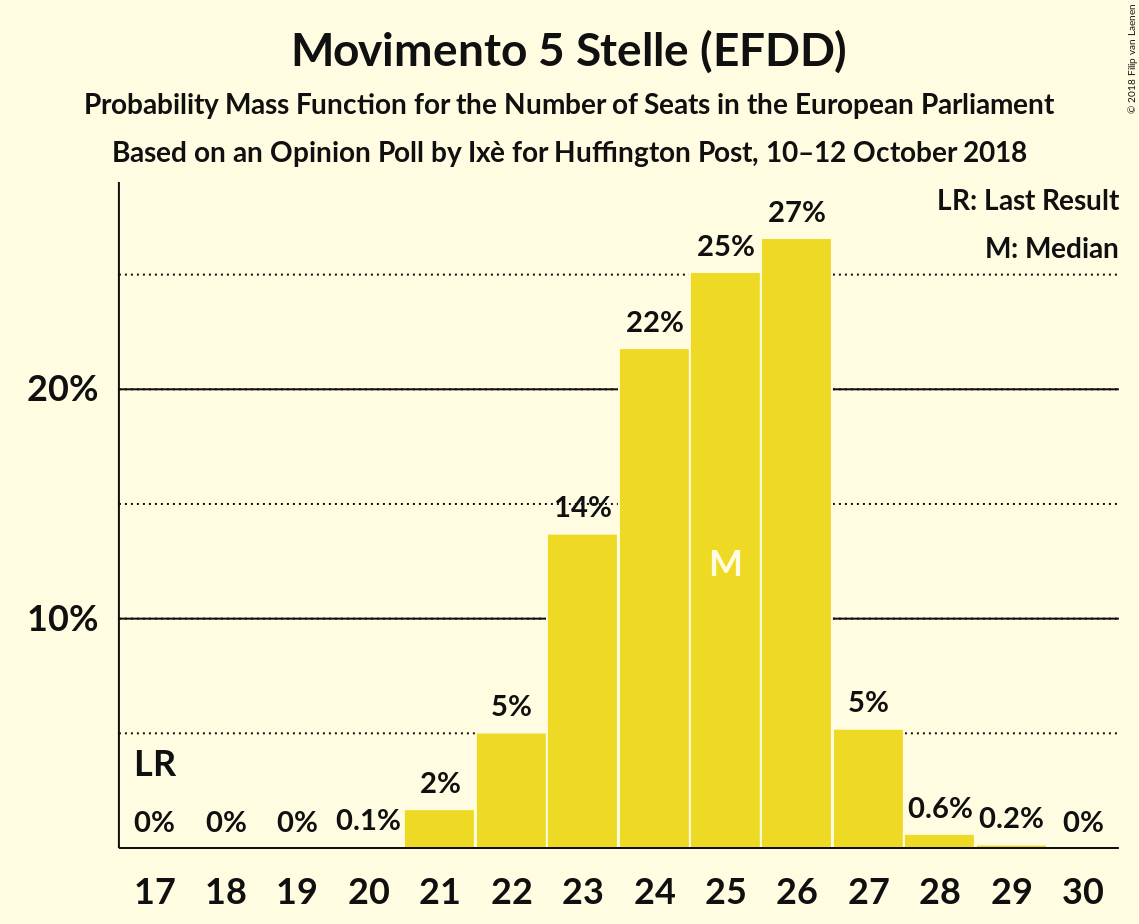 Movimento 5 Stelle (EFDD)
Probability Mass Function for the Number of Seats in the European Parliament
Based on an Opinion Poll by Ixè for Huffington Post, 10–12 October 2018
© 2018 Filip van Laenen
LR: Last Result
M: Median
27%
25%
22%
20%
14%
M
10%
5%
5%
LR
2%
0%
0%
0%
0.1%
0.6%
0.2%
0%
17 18 19 20 21 22 23 24 25 26 27 28 29 30